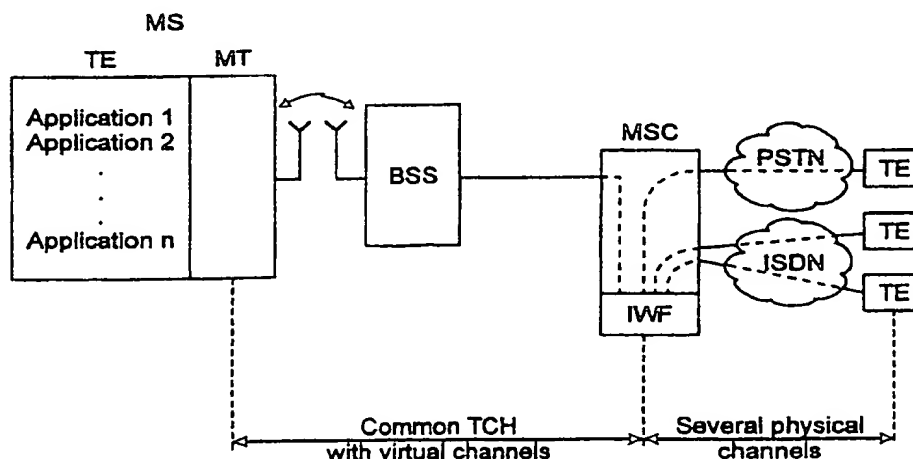 MS
TE MT
Application 1
Application 2
.
.
.
Application n
BSS
MSC
IWF
PSTN
ISDN
TE
TE
TE
Common TCH
with virtual channels
Several physical
channels